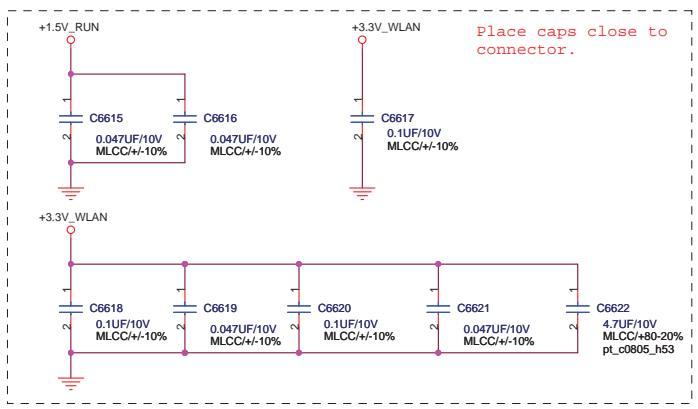 +1.5V_RUN
+3.3V_WLAN
Place caps close to
connector.
1
2
C6615
0.047UF/10V
MLCC/+/-10%
1
2
C6616
0.047UF/10V
MLCC/+/-10%
1
2
C6617
0.1UF/10V
MLCC/+/-10%
+3.3V_WLAN
1
2
C6618
0.1UF/10V
MLCC/+/-10%
1
2
C6619
0.047UF/10V
MLCC/+/-10%
1
2
C6620
0.1UF/10V
MLCC/+/-10%
1
2
C6621
0.047UF/10V
MLCC/+/-10%
1
2
C6622
4.7UF/10V
MLCC/+80-20%
pt_c0805_h53